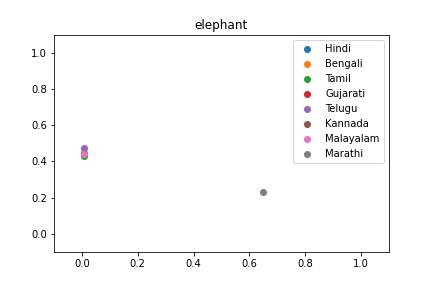 elephant
1.0
0.8
0.6
0.4
0.2
0.0
0.0 0.2 0.4 0.6 0.8 1.0
Hindi
Bengali
Tamil
Gujarati
Telugu
Kannada
Malayalam
Marathi